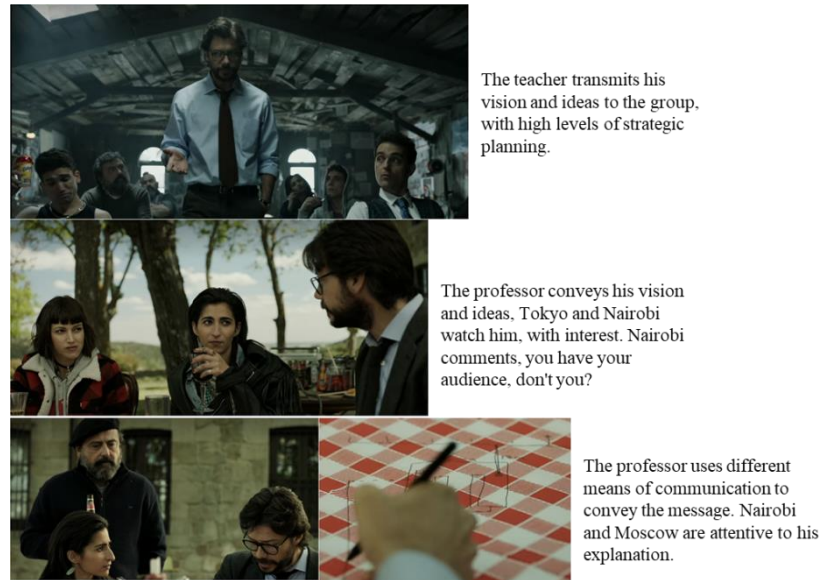 The teacher transmits his
vision and ideas to the group,
with high levels of strategic
planning.
The professor conveys his vision
and ideas, Tokyo and Nairobi
watch him, with interest. Nairobi
comments, you have your
audience, don't you?
The professor uses different
means of communication to
convey the message. Nairobi
and Moscow are attentive to his
explanation.